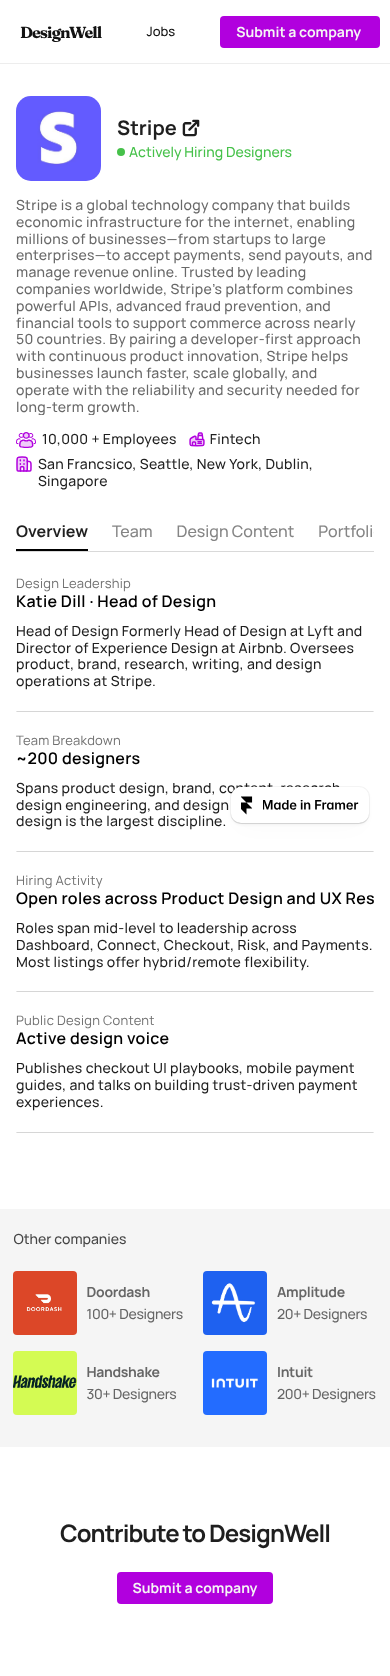 DesignWell
Jobs
Submit a company
S
Stripe
Actively Hiring Designers
Stripe is a global technology company that builds
economic infrastructure for the internet, enabling
millions of businesses—from startups to large
enterprises—to accept payments, send payouts, and
manage revenue online. Trusted by leading
companies worldwide, Stripe's platform combines
powerful APIs, advanced fraud prevention, and
financial tools to support commerce across nearly
50 countries. By pairing a developer-first approach
with continuous product innovation, Stripe helps
businesses launch faster, scale globally, and
operate with the reliability and security needed for
long-term growth.
10,000 + Employees
Fintech
San Francsico, Seattle, New York, Dublin,
Singapore
Overview
Team
Design Content
Portfoli
Design Leadership
Katie Dill · Head of Design
Head of Design Formerly Head of Design at Lyft and
Director of Experience Design at Airbnb. Oversees
product, brand, research, writing, and design
operations at Stripe.
Team Breakdown
~200 designers
Spans product design, brand, content, research,
design engineering, and design
design is the largest discipline.
Made in Framer
Hiring Activity
Open roles across Product Design and UX Res
Roles span mid-level to leadership across
Dashboard, Connect, Checkout, Risk, and Payments.
Most listings offer hybrid/remote flexibility.
Public Design Content
Active design voice
Publishes checkout UI playbooks, mobile payment
guides, and talks on building trust-driven payment
experiences.
Other companies
DOORDASH
Doordash
100+ Designers
Amplitude
20+ Designers
Handshake
Handshake
30+ Designers
INTUIT
Intuit
200+ Designers
Contribute to DesignWell
Submit a company